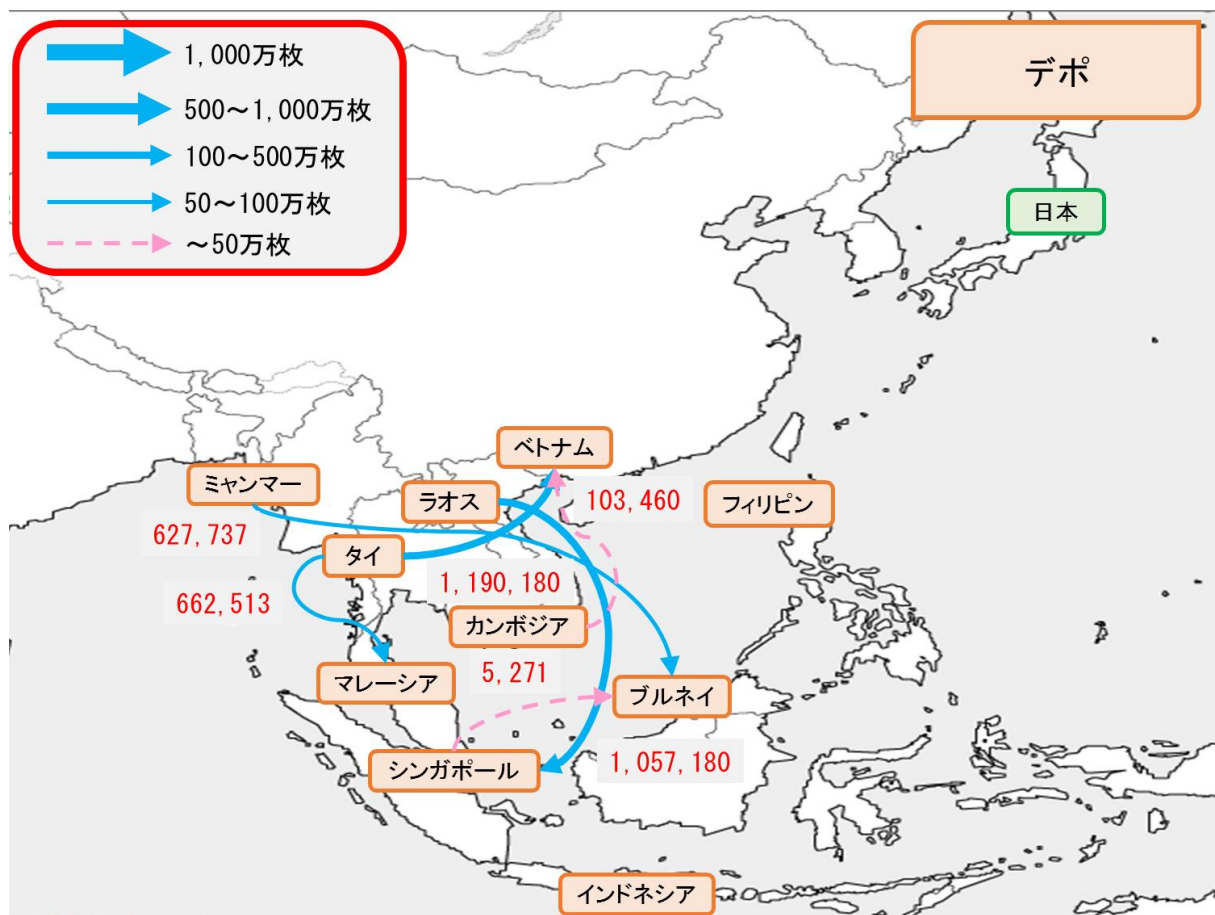 1,000万枚
500～1,000万枚
100～500万枚
50～100万枚
～50万枚
デポ
日本
ベトナム
ミャンマー
ラオス
103,460
フィリピン
627,737
タイ
1,190,180
662,513
カンボジア
5,271
マレーシア
ブルネイ
シンガポール
1,057,180
インドネシア